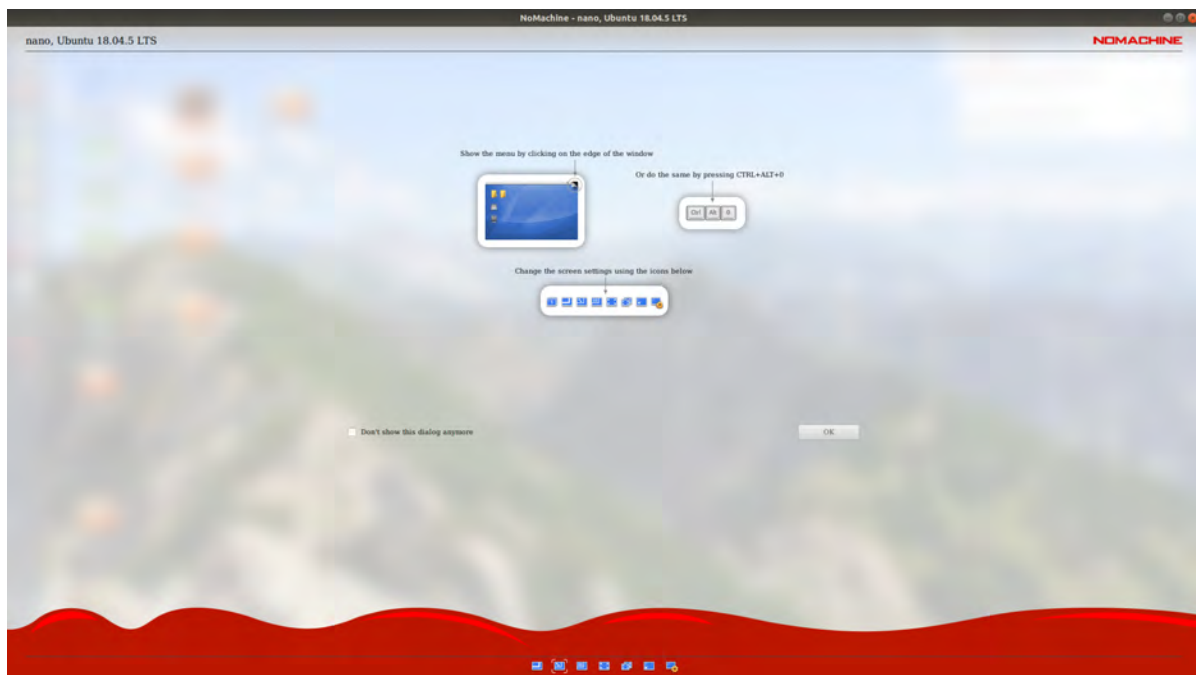 NoMachine - nano, Ubuntu 18.04.5 LTS
nano, Ubuntu 18.04.5 LTS
NOMACHINE
Show the menu by clicking on the edge of the window
Or do the same by pressing CTRL+ALT+0
Ctrl Alt 0
Change the screen settings using the icons below
Don't show this dialog anymore
OK